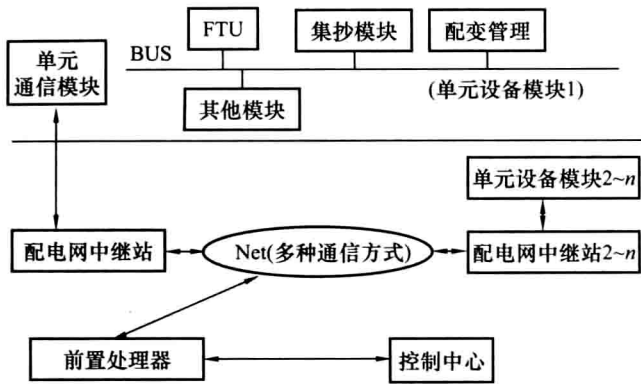 FTU
集抄模块
配变管理
BUS
单元
通信模块
其他模块
(单元设备模块1)
单元设备模块2~n
配电网中继站
Net(多种通信方式)
配电网中继站2~n
前置处理器
控制中心